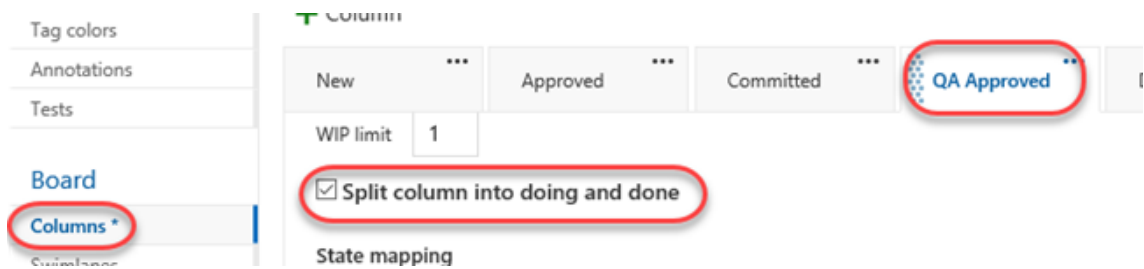 Column
Tag colors
Annotations
Tests
Board
Columns *
Swimlanes
New
Approved
Committed
QA Approved
WIP limit 1
Split column into doing and done
State mapping